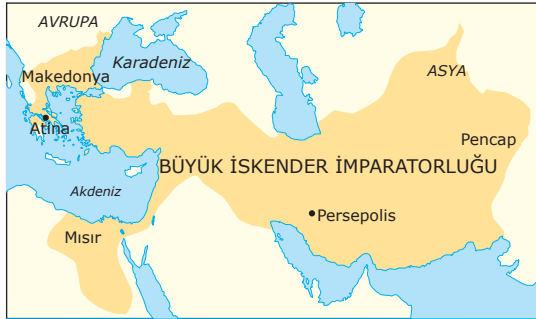 AVRUPA
Karadeniz
Makedonya
ASYA
Atina
Pencap
BÜYÜK İSKENDER İMPARATORLUĞU
Akdeniz
Persepolis
Mısır